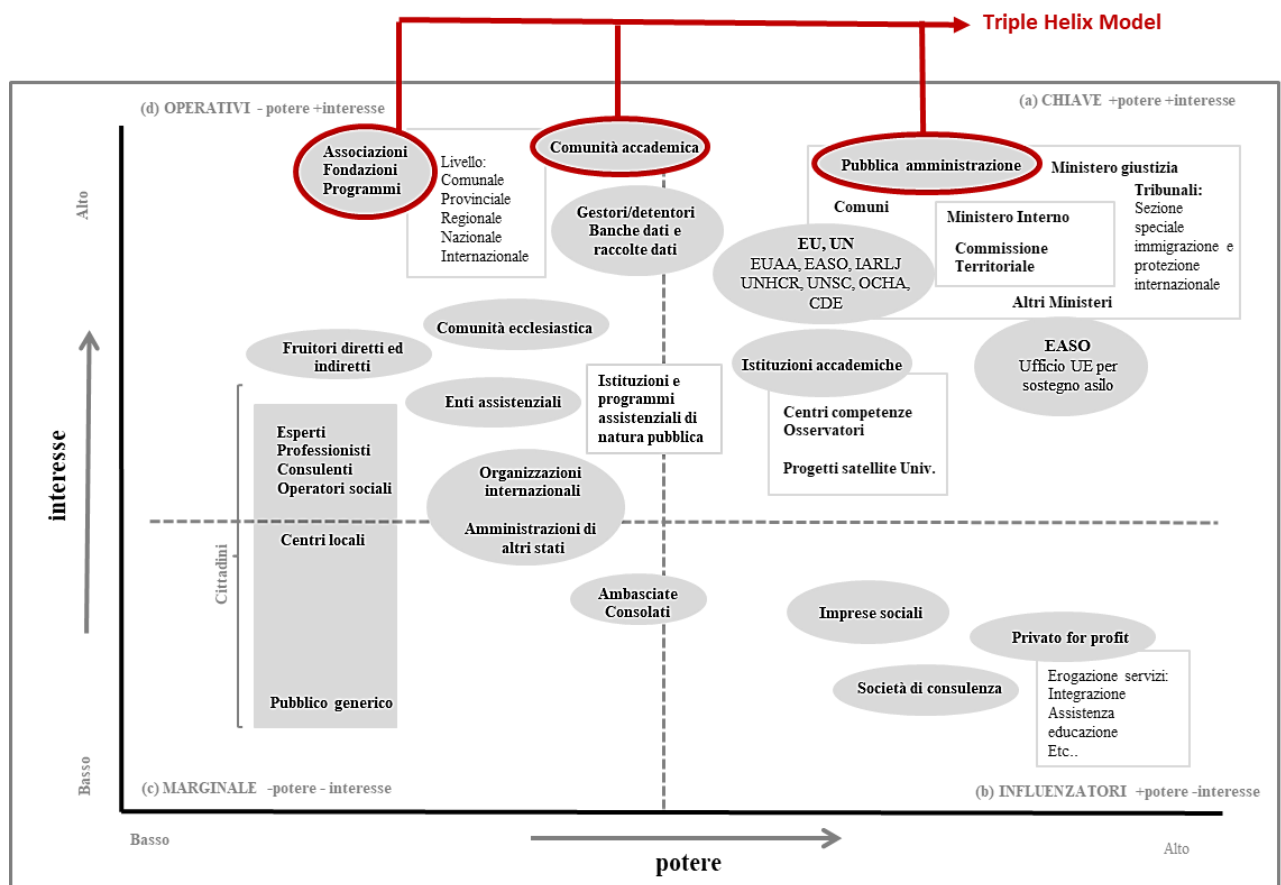 Triple Helix Model
(d) OPERATIVI - potere +interesse
(a) CHIAVE +potere +interesse
Associazioni
Fondazioni
Programmi
Livello:
Comunale
Provinciale
Regionale
Nazionale
Internazionale
Comunità accademica
Pubblica amministrazione
Ministero giustizia
Tribunali:
Sezione
speciale
immigrazione e
protezione
internazionale
Comuni
Ministero Interno
Commissione
Territoriale
Altri Ministeri
Gestori/detentori
Banche dati e
raccolte dati
EU, UN
EUAA, EASO, IARLJ
UNHCR, UNSC, OCHA,
CDE
Alto
Comunità ecclesiastica
Fruitori diretti ed
indiretti
Enti assistenziali
Istituzioni e
programmi
assistenziali di
natura pubblica
Istituzioni accademiche
Centri competenze
Osservatori
Progetti satellite Univ.
EASO
Ufficio UE per
sostegno asilo
interesse
Esperti
Professionisti
Consulenti
Operatori sociali
Organizzazioni
internazionali
Amministrazioni di
altri stati
Centri locali
Cittadini
Ambasciate
Consolati
Imprese sociali
Privato for profit
Società di consulenza
Erogazione servizi:
Integrazione
Assistenza
educazione
Etc..
Pubblico generico
Basso
(c) MARGINALE -potere - interesse
(b) INFLUENZATORI +potere -interesse
Basso
potere
Alto